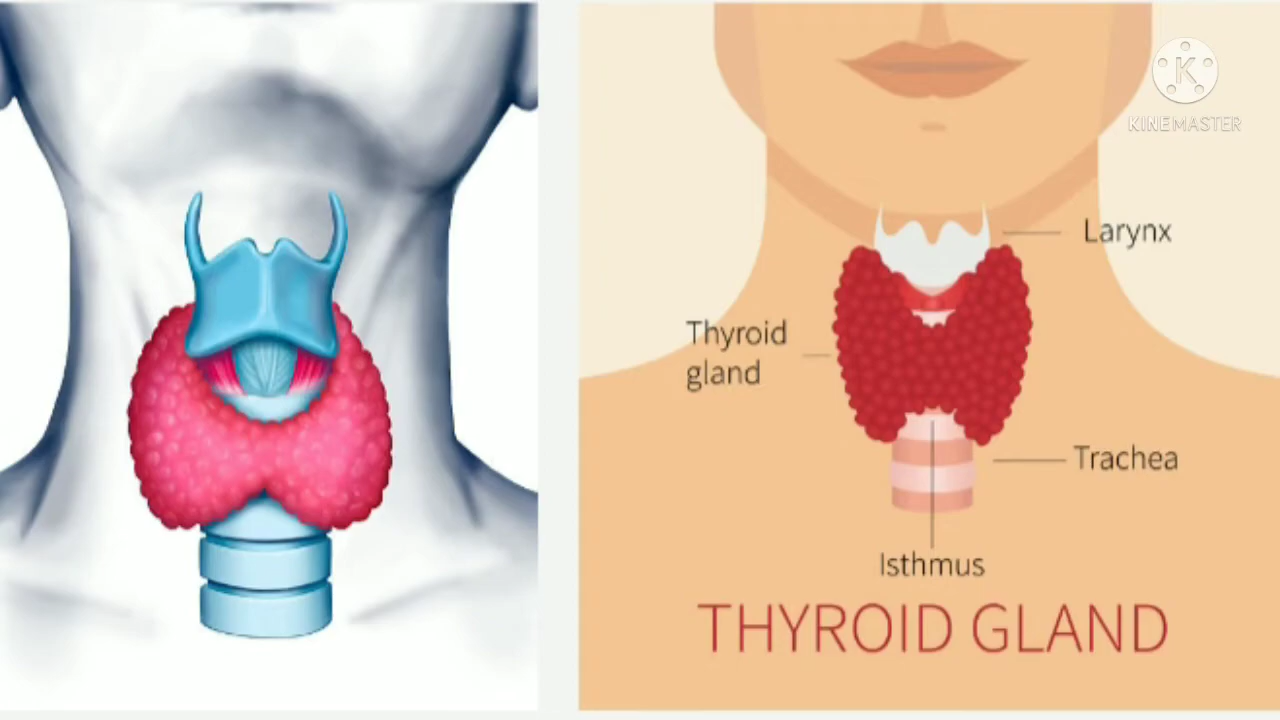 K
KINEMASTER
Larynx
Thyroid
gland
Trachea
Isthmus
THYROID GLAND